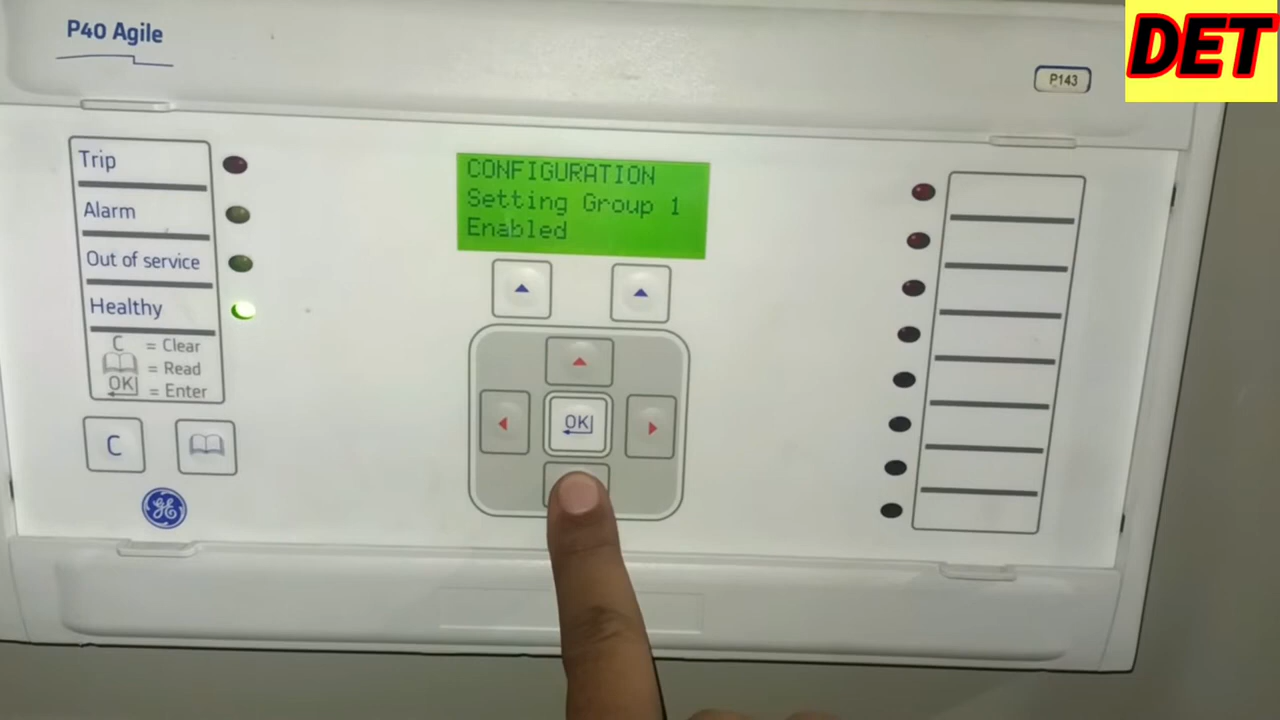 P40 Agile
DET
P143
Trip
Alarm
Out of service
Healthy
C = Clear
= Read
OK = Enter
CONFIGURATION
Setting Group 1
Enabled
OK
C
GE